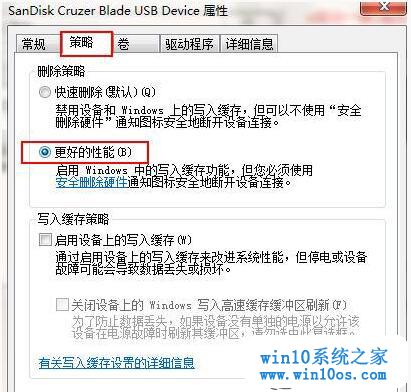 SanDisk Cruzer Blade USB Device 属性
常规 策略 卷 驱动程序 详细信息
删除策略
快速删除(默认)(Q)
禁用设备和 Windows 上的写入缓存，但可以不使用“安
全删除硬件”通知图标安全地断开设备连接。
更好的性能(B)
启用 Windows 中的写入缓存功能，但您必须使用
安全删除硬件通知图标安全地断开设备连接。
写入缓存策略
启用设备上的写入缓存(W)
通过启用设备上的写入缓存来改进系统性能，但停电或设备
故障可能会导致数据丢失或损坏。
关闭设备上的 Windows 写入高速缓存缓冲区刷新(F)
为了防止数据丢失，如果设备没有单独的电源以允许该
设备在电源故障时刷新其缓冲区，请勿选中此复选框。
有关写入缓存设置的详细信息
win10系统之家
www.win10os.com